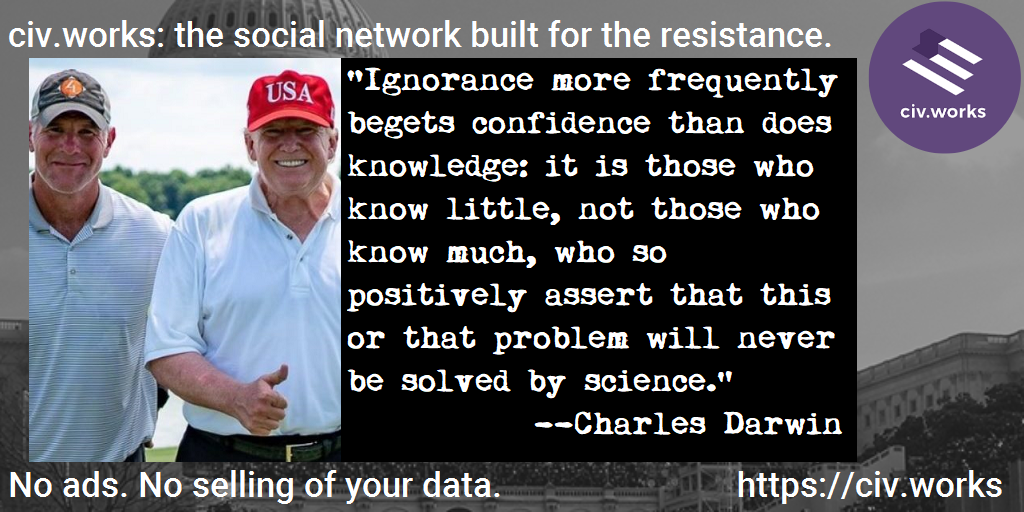 civ.works: the social network built for the resistance.
civ.works
4
USA
"Ignorance more frequently
begets confidence than does
knowledge: it is those who
know little, not those who
know much, who so
positively assert that this
or that problem will never
be solved by science."
--Charles Darwin
No ads. No selling of your data.
https://civ.works